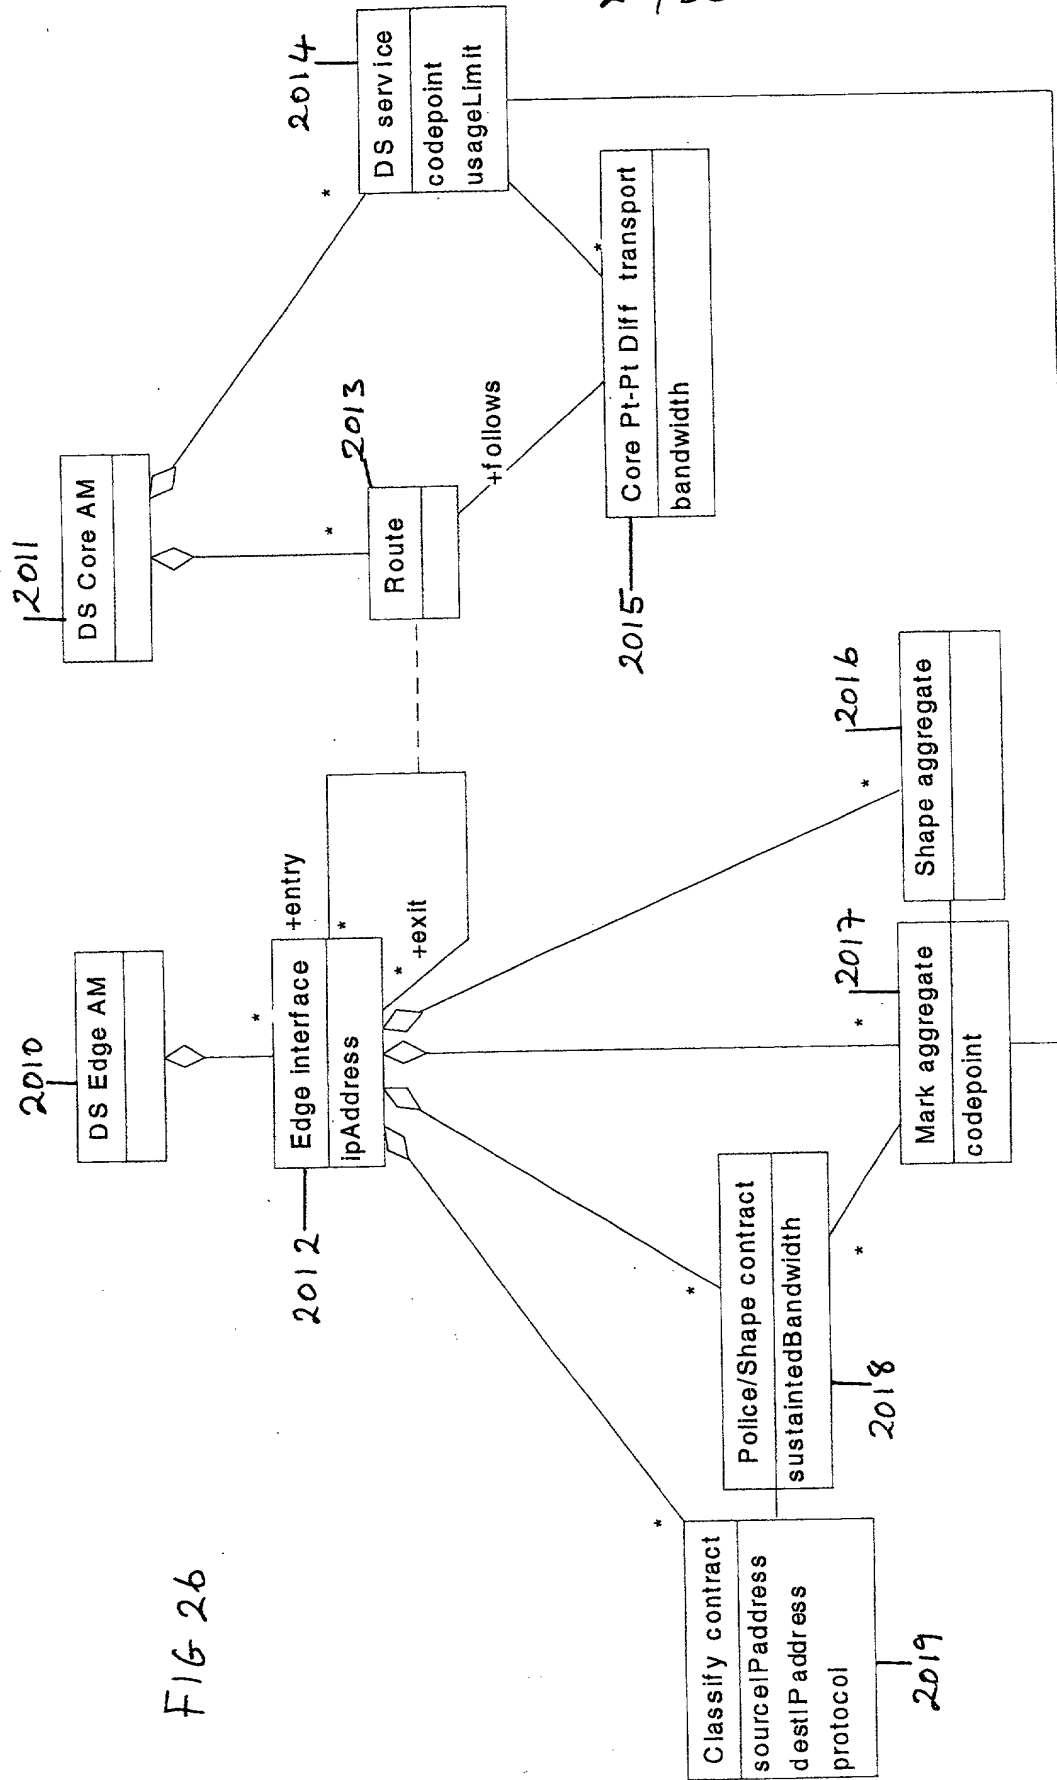 FIG 26
2010
DS Edge AM
2011
DS Core AM
*
+entry
2012
Edge interface
ipAddress
*
*
+exit
*
2013
Route
*
2014
DS service
codepoint
usageLimit
+follows
*
2015
Core Pt-Pt Diff transport
bandwidth
*
*
*
*
Classify contract
sourceIPaddress
destIPaddress
protocol
2019
Police/Shape contract
sustaintedBandwidth
2018
*
2017
Mark aggregate
codepoint
2016
Shape aggregate